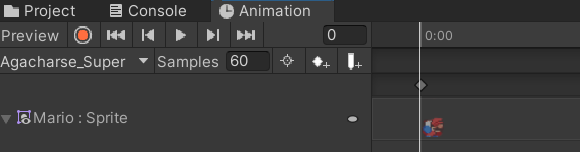 Project Console Animation
Preview 0 0:00
Agacharse_Super Samples 60
Mario : Sprite